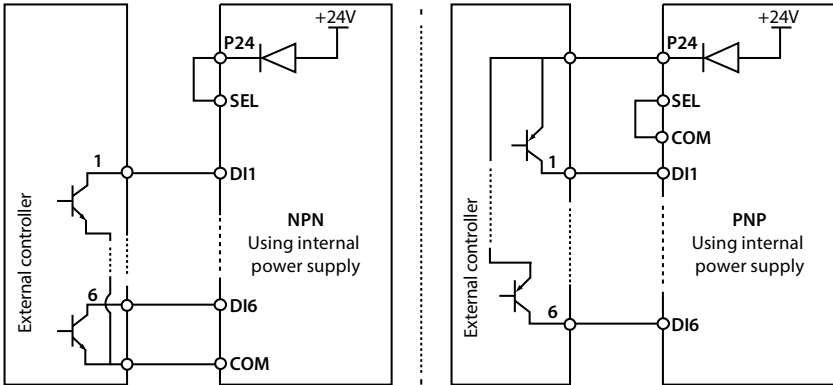 +24V
P24
SEL
1
DI1
External controller
NPN
Using internal
power supply
6
DI6
COM
+24V
P24
SEL
COM
1
DI1
External controller
PNP
Using internal
power supply
6
DI6